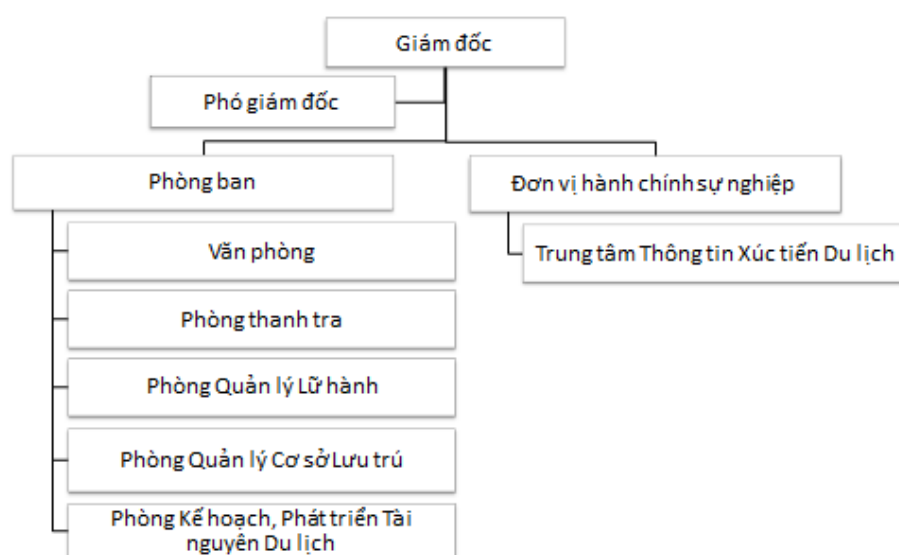 Giám đốc
Phó giám đốc
Phòng ban
Đơn vị hành chính sự nghiệp
Văn phòng
Trung tâm Thông tin Xúc tiến Du lịch
Phòng thanh tra
Phòng Quản lý Lữ hành
Phòng Quản lý Cơ sở Lưu trú
Phòng Kế hoạch, Phát triển Tài
nguyên Du lịch